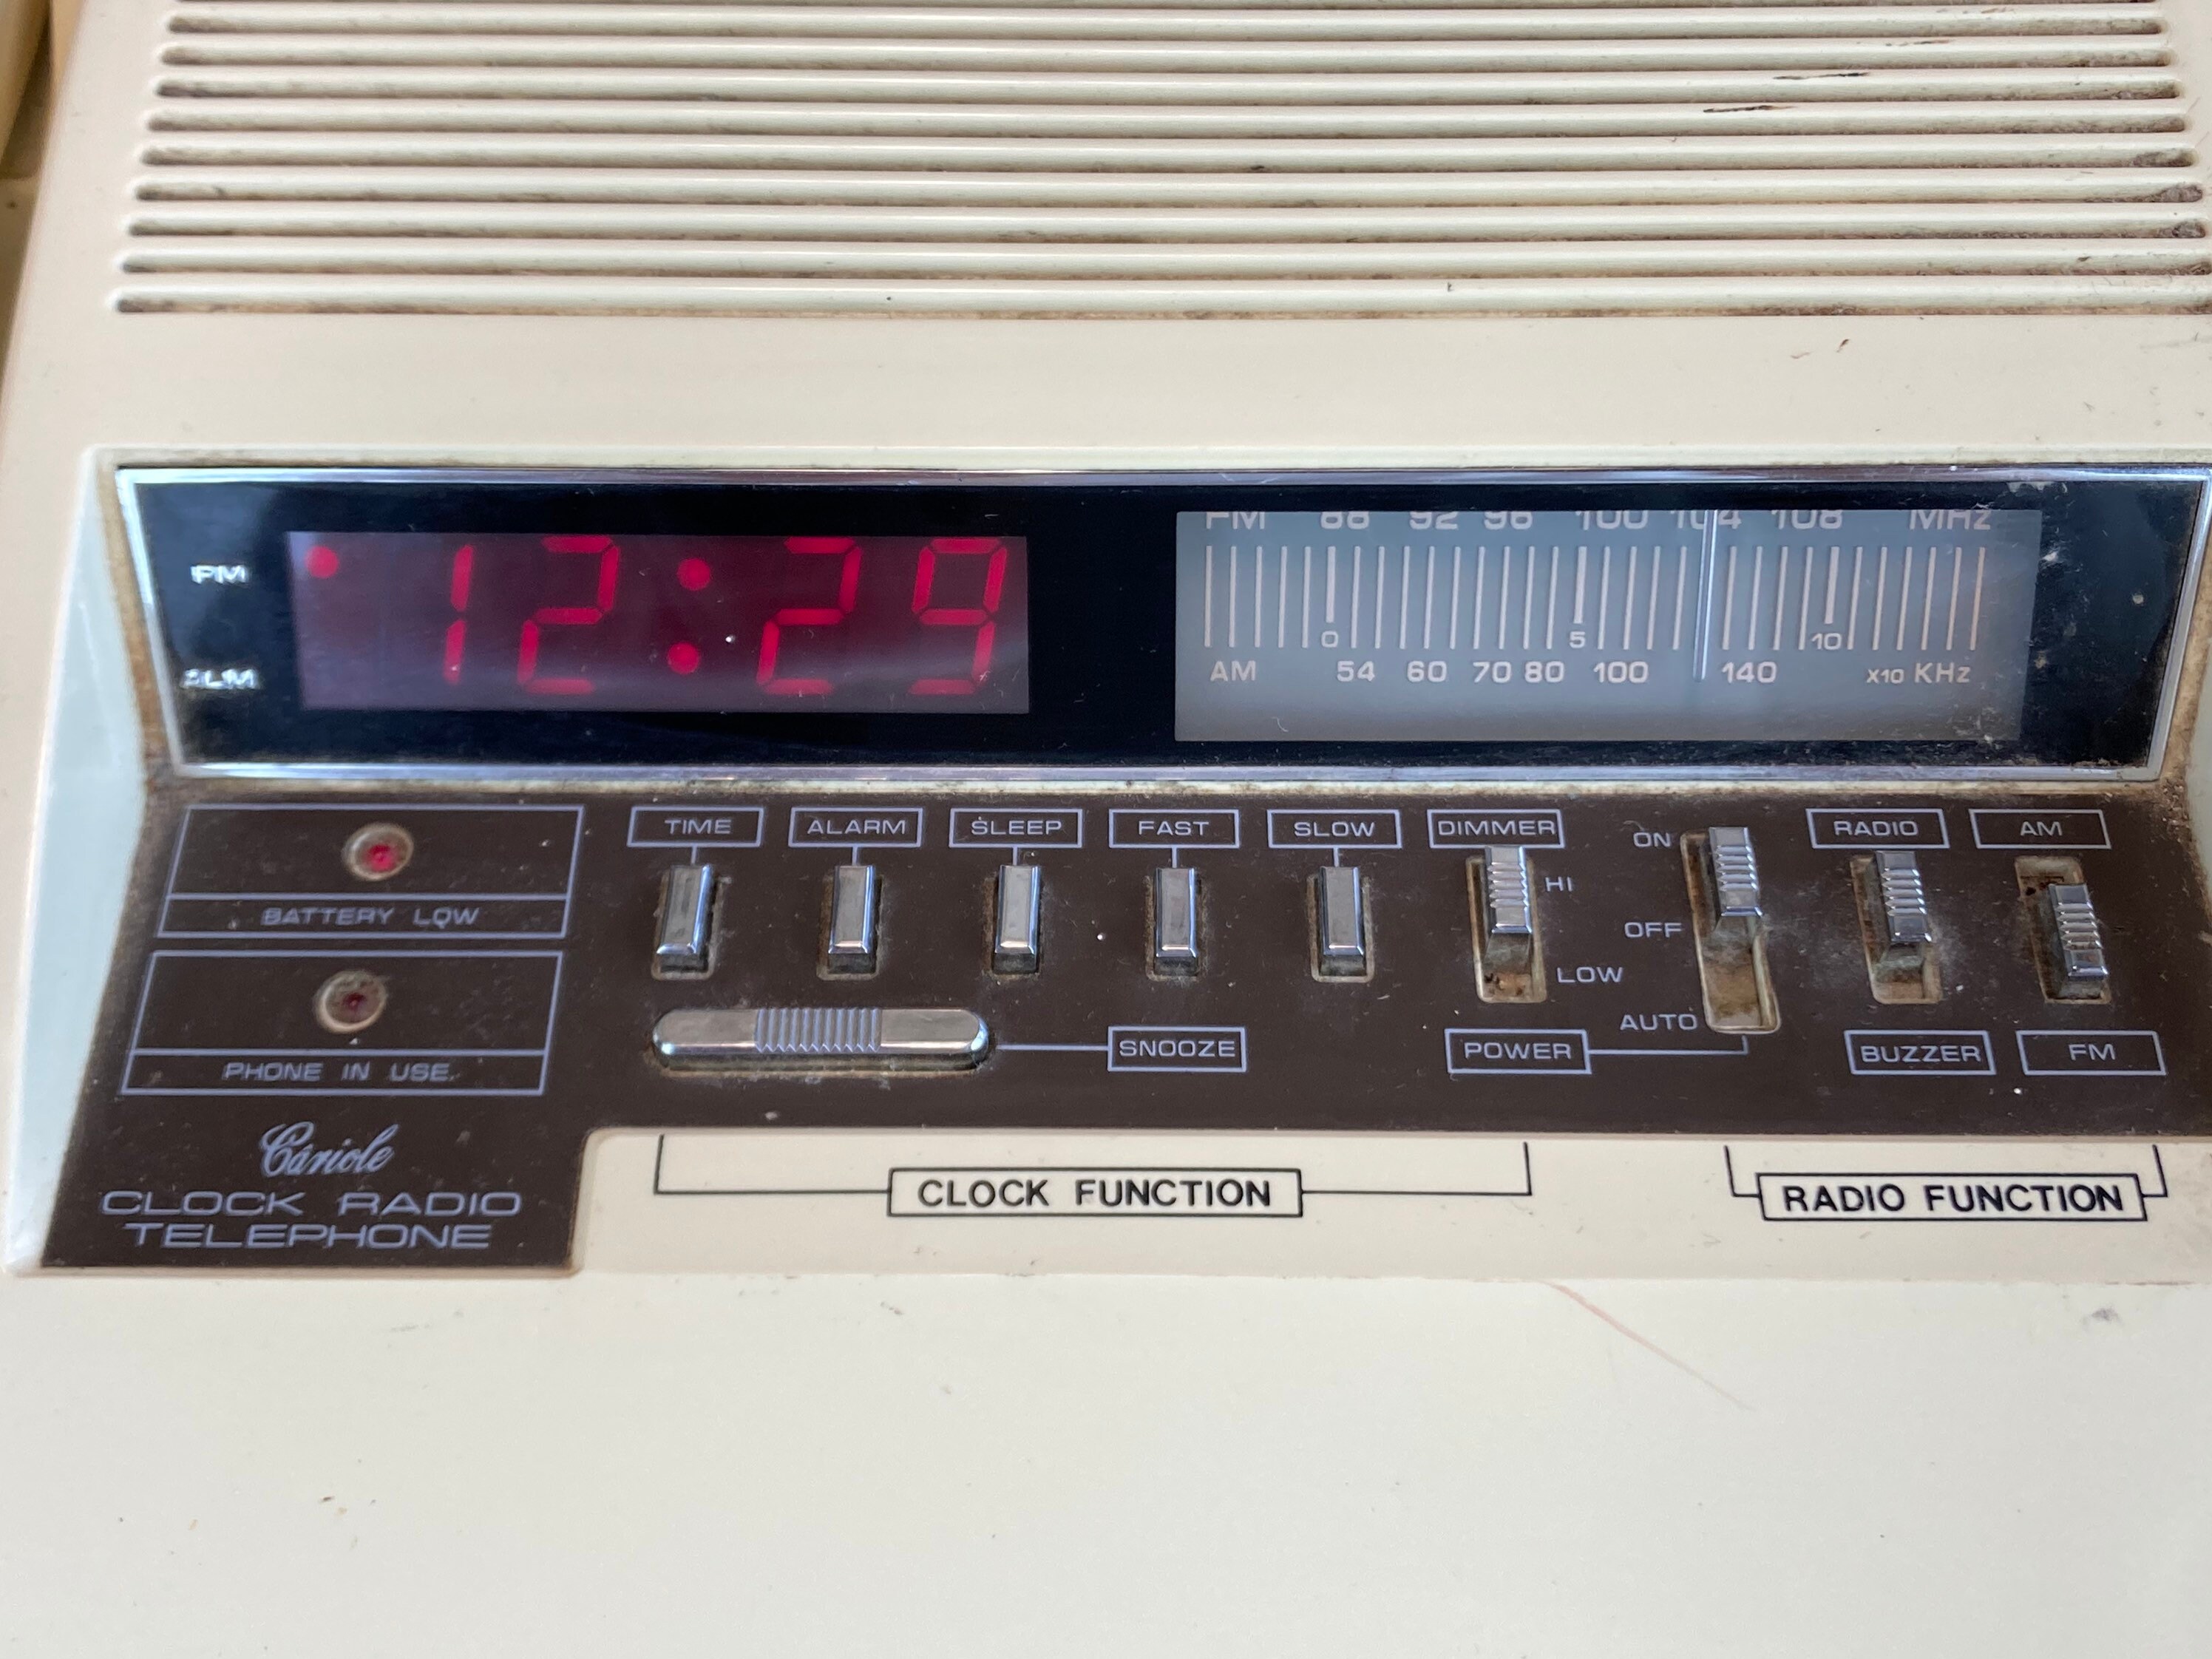 FM 88 92 96 100 104 108 MHz
PM 12:29
0 5 10
ALM
AM 54 60 70 80 100 140 x10 KHz
TIME ALARM SLEEP FAST SLOW DIMMER ON RADIO AM
HI
BATTERY LOW
OFF
LOW
AUTO
SNOOZE POWER BUZZER FM
PHONE IN USE
Cariole
CLOCK RADIO
TELEPHONE
CLOCK FUNCTION RADIO FUNCTION